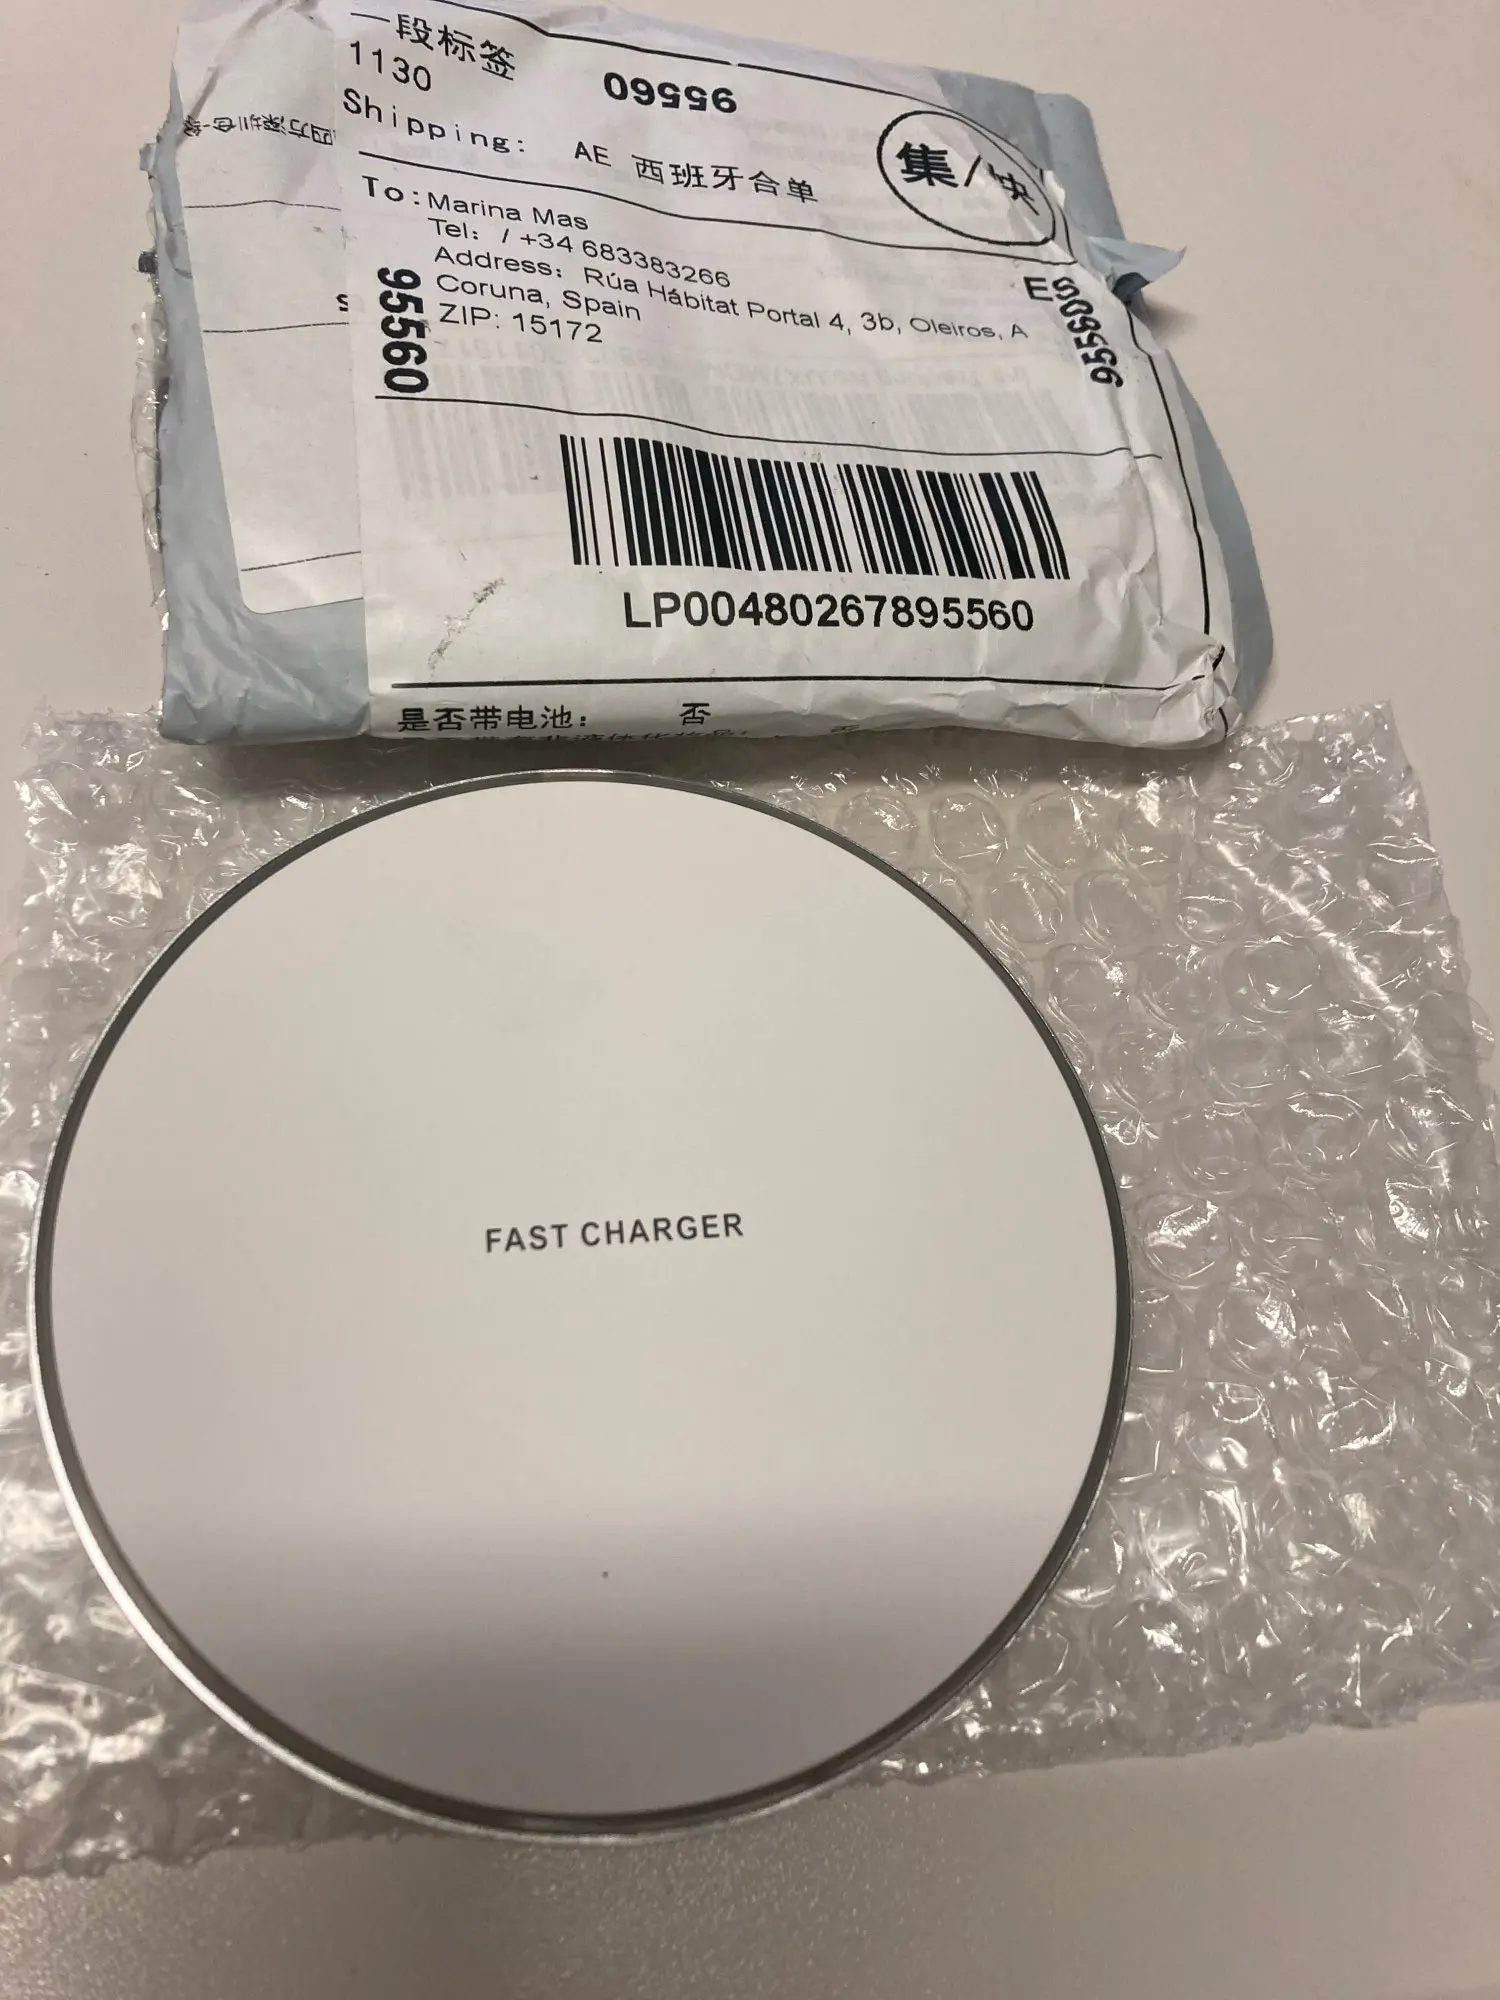 一段标签
1130
95560
Shipping: AE 西班牙合单
集/快
To: Marina Mas
Tel: / +34 683383266
Address: Rúa Hábitat Portal 4, 3b, Oleiros, A
Coruna, Spain
ZIP: 15172
ES
95560
95560
LP00480267895560
是否带电池: 否
FAST CHARGER